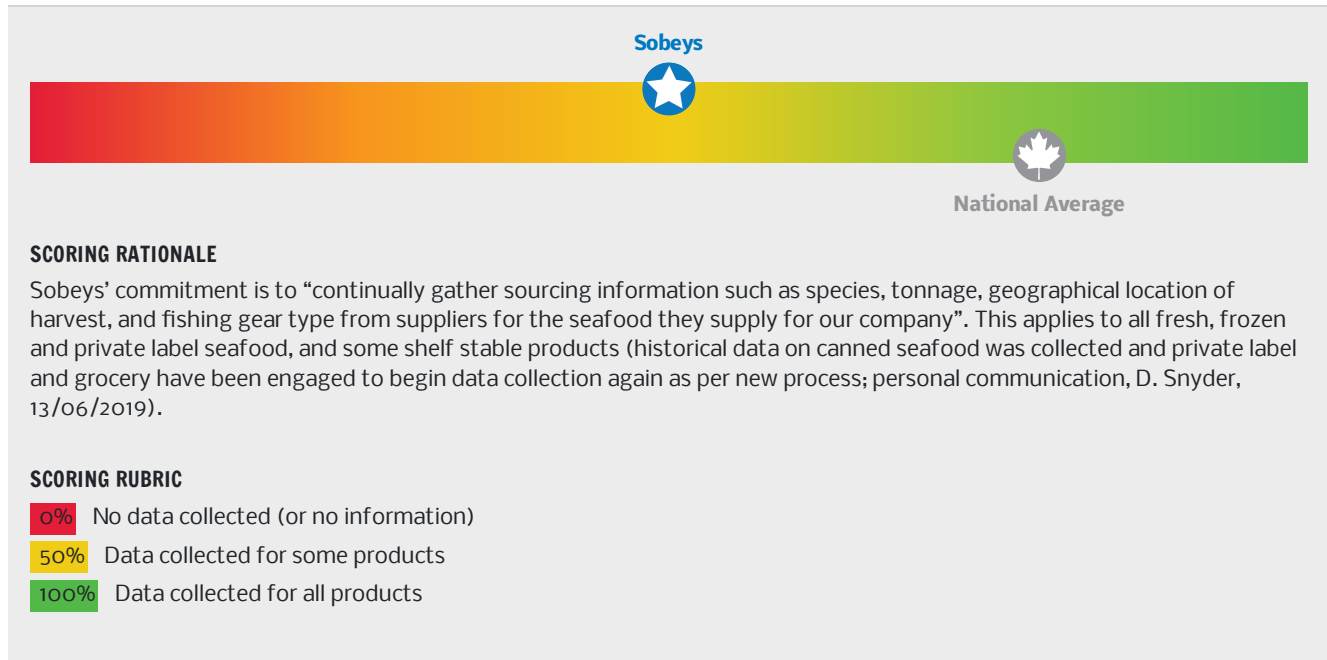 Sobeys
National Average
SCORING RATIONALE
Sobeys’ commitment is to “continually gather sourcing information such as species, tonnage, geographical location of
harvest, and fishing gear type from suppliers for the seafood they supply for our company”. This applies to all fresh, frozen
and private label seafood, and some shelf stable products (historical data on canned seafood was collected and private label
and grocery have been engaged to begin data collection again as per new process; personal communication, D. Snyder,
13/06/2019).
SCORING RUBRIC
0% No data collected (or no information)
50% Data collected for some products
100% Data collected for all products